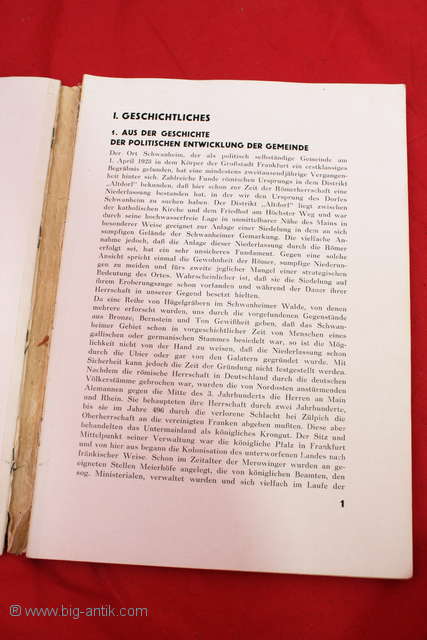 I. GESCHICHTLICHES
1. AUS DER GESCHICHTE
DER POLITISCHEN ENTWICKLUNG DER GEMEINDE
Der Ort Schwanheim, der als politisch selbständige Gemeinde am
1. April 1928 in dem Körper der Großstadt Frankfurt ein erstklassiges
Begräbnis gefunden, hat eine mindestens zweitausendjährige Vergangen-
heit hinter sich. Zahlreiche Funde römischen Ursprungs in dem Distrikt
„Altdorf" bekunden, daß hier schon zur Zeit der Römerherrschaft eine
Niederlassung bestanden hat, in der wir den Ursprung des Dorfes
Schwanheim zu suchen haben. Der Distrikt „Altdorf" liegt zwischen
der katholischen Kirche und dem Friedhof am Höchster Weg und war
durch seine hochwasserfreie Lage in unmittelbarer Nähe des Mains in
besonderer Weise geeignet zur Anlage einer Siedelung in dem an sich
sumpfigen Gelände der Schwanheimer Gemarkung. Die vielfache An-
nahme jedoch, daß die Anlage dieser Niederlassung durch die Römer
erfolgt sei, hat ein sehr unsicheres Fundament. Gegen eine solche
Ansicht spricht einmal die Gewohnheit der Römer, sumpfige Niederun-
gen zu meiden und fürs zweite jeglicher Mangel einer strategischen
Bedeutung des Ortes. Wahrscheinlicher ist, daß sie die Siedelung auf
ihrem Eroberungszuge schon vorfanden und während der Dauer ihrer
Herrschaft in unserer Gegend besetzt hielten.
Da eine Reihe von Hügelgräbern im Schwanheimer Walde, von denen
mehrere erforscht wurden, uns durch die vorgefundenen Gegenstände
aus Bronze, Bernstein und Ton Gewißheit geben, daß das Schwan-
heimer Gebiet schon in vorgeschichtlicher Zeit von Menschen eines
gallischen oder germanischen Stammes besiedelt war, so ist die Mög-
lichkeit nicht von der Hand zu weisen, daß die Niederlassung schon
durch die Ubier oder gar von den Galatern gegründet wurde. Mit
Sicherheit kann jedoch die Zeit der Gründung nicht festgestellt werden.
Nachdem die römische Herrschaft in Deutschland durch die deutschen
Völkerstämme gebrochen war, wurden die von Nordosten anstürmenden
Alemannen gegen die Mitte des 3. Jahrhunderts die Herren an Main
und Rhein. Sie behaupteten ihre Herrschaft durch zwei Jahrhunderte,
bis sie im Jahre 496 durch die verlorene Schlacht bei Zülpich die
Oberherrschaft an die vereinigten Franken abgeben mußten. Diese aber
behandelten das Untermainland als königliches Krongut. Der Sitz und
Mittelpunkt seiner Verwaltung war die königliche Pfalz in Frankfurt
und von hier aus begann die Kolonisation des unterworfenen Landes nach
fränkischer Weise. Schon im Zeitalter der Merowinger wurden an ge-
eigneten Stellen Meierhöfe angelegt, die von königlichen Beamten, den
sog. Ministerialen, verwaltet wurden und sich vielfach im Laufe der
1
® www.big-antik.com